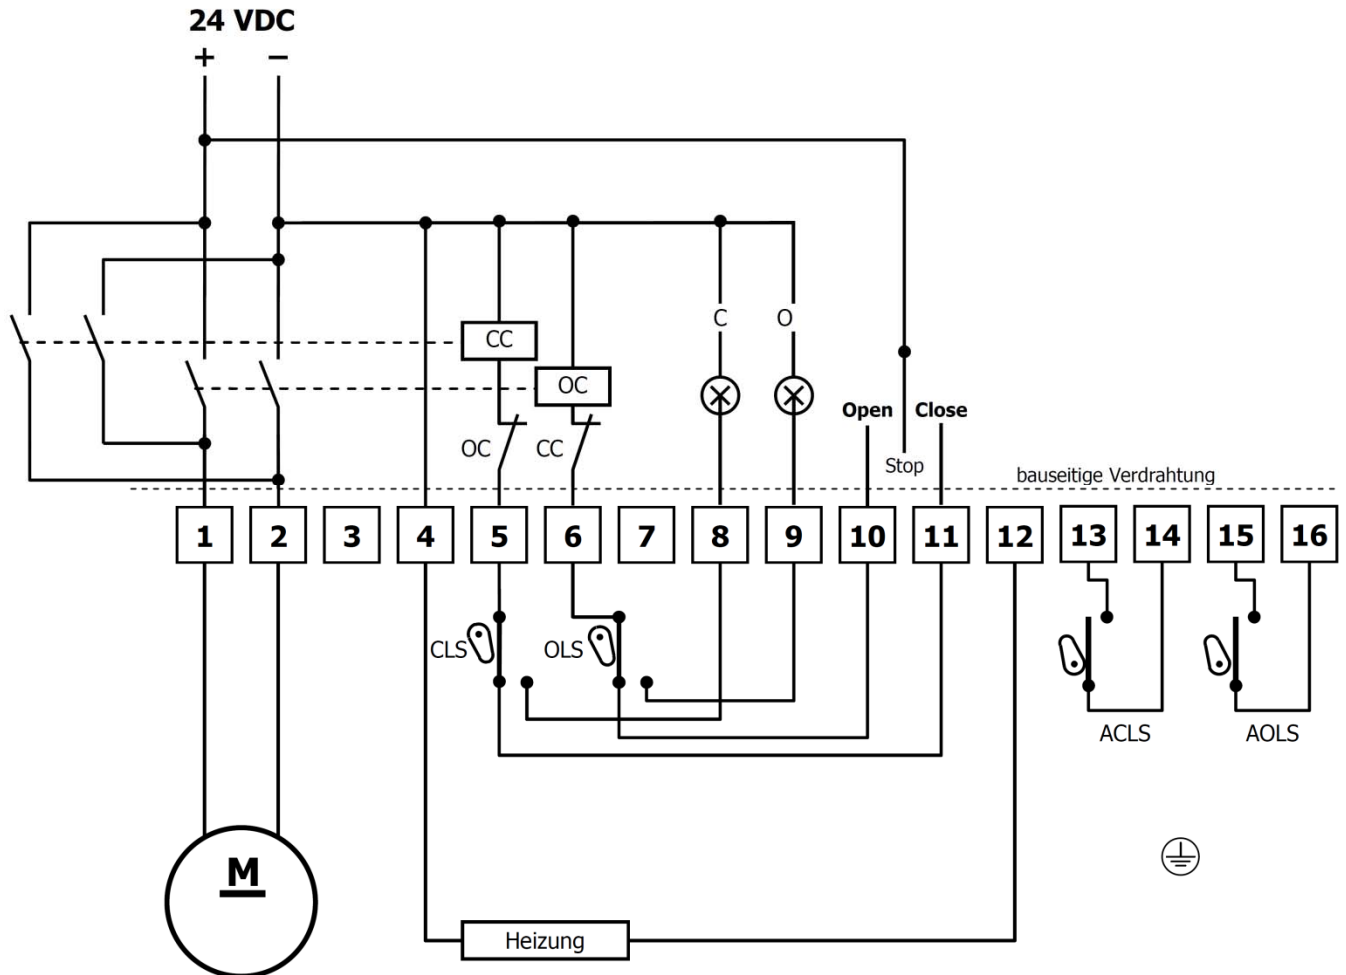 24 VDC
+ −
C O
CC
OC
Open Close
OC CC
Stop
bauseitige Verdrahtung
1 2 3 4 5 6 7 8 9 10 11 12 13 14 15 16
CLS OLS
ACLS AOLS
M
Heizung